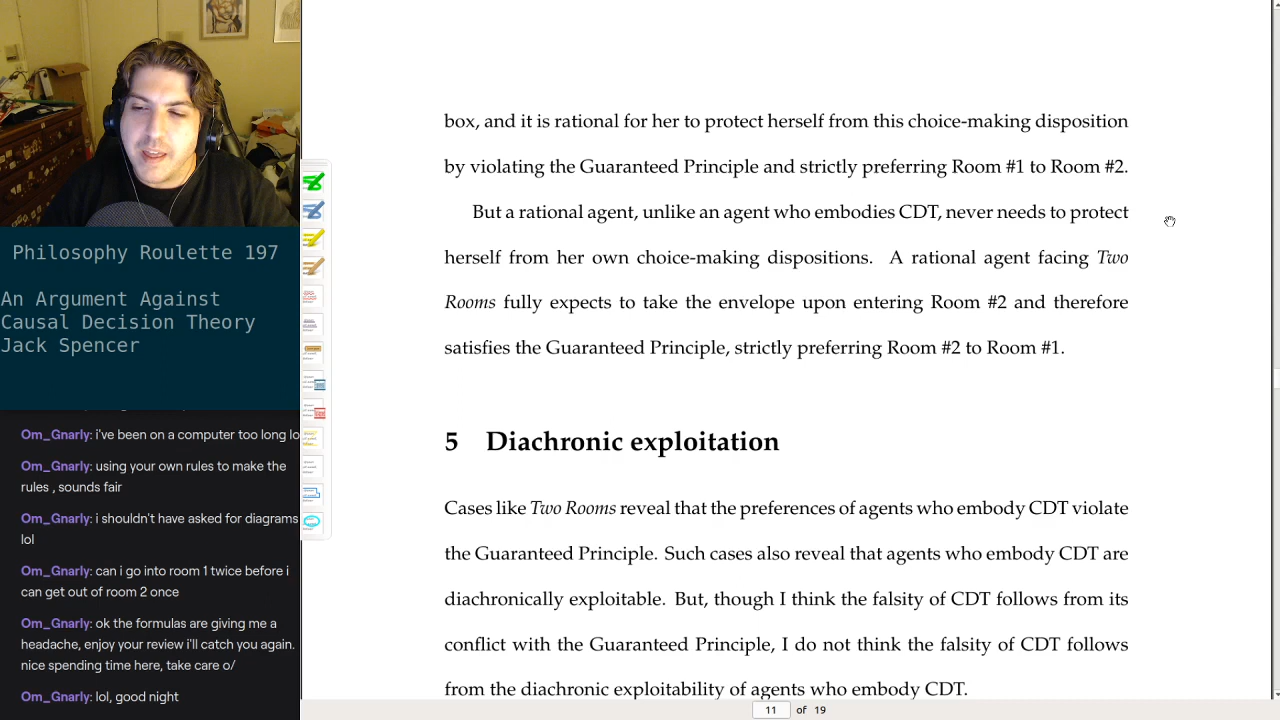 Philosophy Roulette 197
An Argument Against
Causal Decision Theory
Jack Spencer
Om_Gnarly: i've been on a computer too long lo
Om_Gnarly: using your own rules to make the
rules , sounds fair
Om_Gnarly: i shouldn't have asked for diagrams
lol
Om_Gnarly: can i go into room 1 twice before i
can get out of room 2 once
Om_Gnarly: ok the formulas are giving me a
headache, enjoy your review i'll catch you again.
nice spending time here, take care o/
Om_Gnarly: lol, good night
box, and it is rational for her to protect herself from this choice-making disposition
by violating the Guaranteed Principle and strictly preferring Room #1 to Room #2.
But a rational agent, unlike an agent who embodies CDT, never needs to protect
herself from her own choice-making dispositions. A rational agent facing Two
Rooms fully expects to take the envelope upon entering Room #2 and therefore
satisfies the Guaranteed Principle, strictly preferring Room #2 to Room #1.
5 Diachronic exploitation
Cases like Two Rooms reveal that the preferences of agents who embody CDT violate
the Guaranteed Principle. Such cases also reveal that agents who embody CDT are
diachronically exploitable. But, though I think the falsity of CDT follows from its
conflict with the Guaranteed Principle, I do not think the falsity of CDT follows
from the diachronic exploitability of agents who embody CDT.
11 of 19